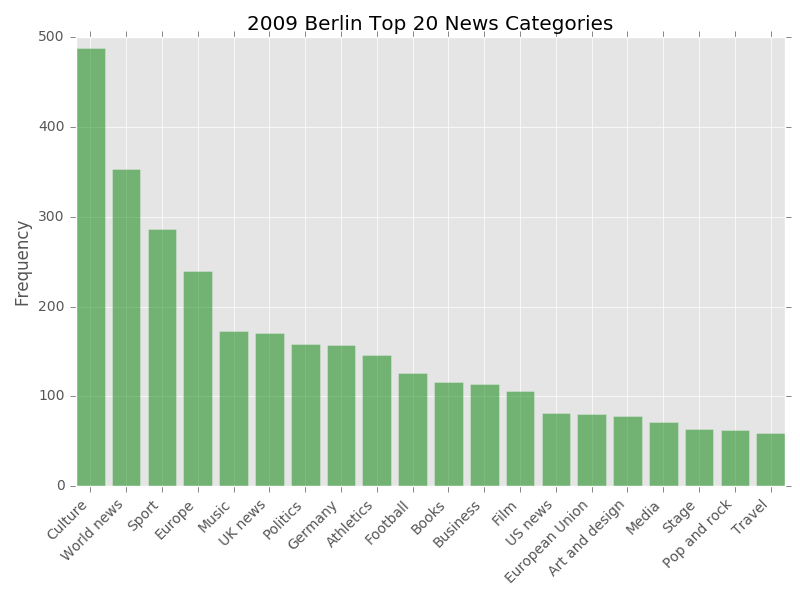 2009 Berlin Top 20 News Categories
Frequency
500
400
300
200
100
0
Culture
World news
Sport
Europe
Music
UK news
Politics
Germany
Athletics
Football
Books
Business
Film
US news
European Union
Art and design
Media
Stage
Pop and rock
Travel